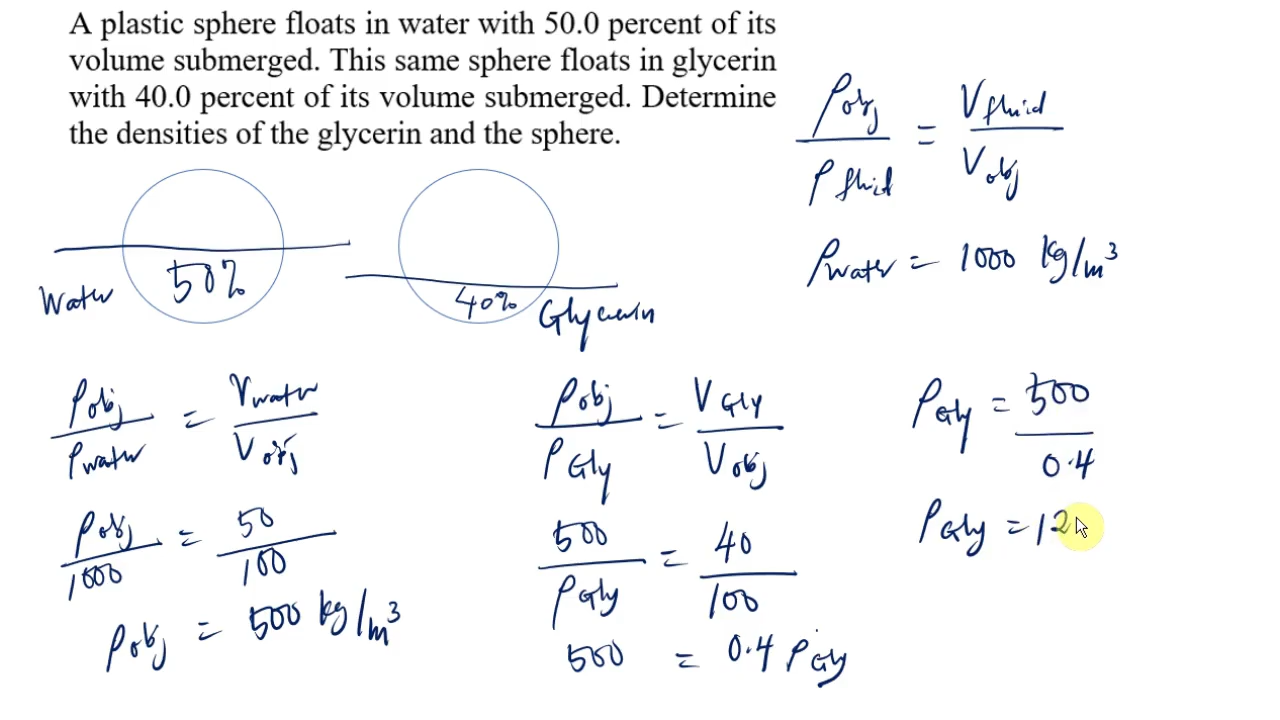 A plastic sphere floats in water with 50.0 percent of its
volume submerged. This same sphere floats in glycerin
with 40.0 percent of its volume submerged. Determine
the densities of the glycerin and the sphere.
ρobj / ρfluid = Vfluid / Vobj
ρwater = 1000 kg/m³
Water 50%
40% Glycerin
ρobj / ρwater = Vwater / Vobj
ρobj / 1000 = 50 / 100
ρobj = 500 kg/m³
ρobj / ρGly = VGly / Vobj
500 / ρGly = 40 / 100
500 = 0.4 ρGly
ρGly = 500 / 0.4
ρGly = 12